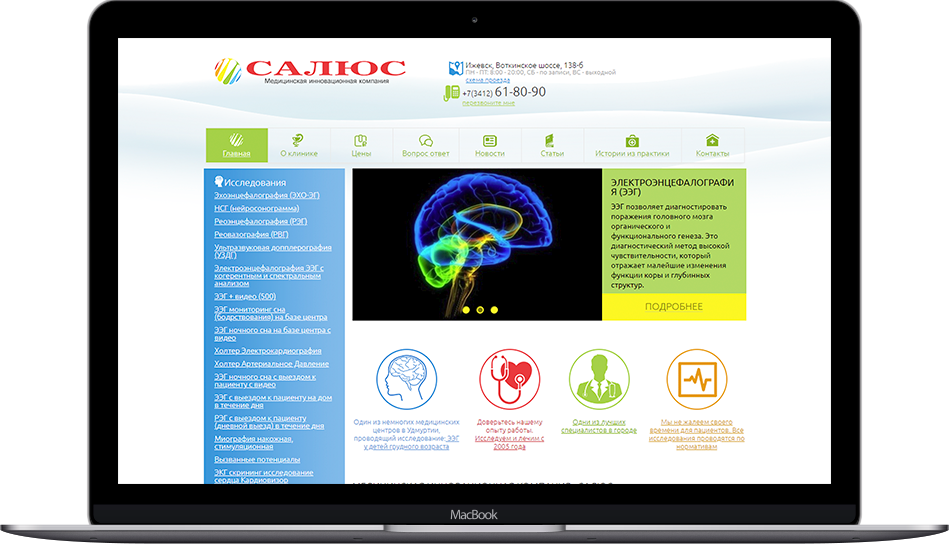 САЛЮС
Медицинская инновационная компания
Ижевск, Воткинское шоссе, 138-б
ПН - ПТ: 8:00 - 20:00, СБ - по записи, ВС - выходной
схема проезда
+7(3412) 61-80-90
перезвоните мне
Главная
О клинике
Цены
Вопрос ответ
Новости
Статьи
Истории из практики
Контакты
Исследования
Эхоэнцефалография (ЭХО-ЭГ)
НСГ (нейросонограмма)
Реоэнцефалография (РЭГ)
Реовазография (РВГ)
Ультразвуковая допплерография
(УЗДГ)
Электроэнцефалография ЭЭГ с
когерентным и спектральным
анализом
ЭЭГ + видео (500)
ЭЭГ мониторинг сна
(бодрствования) на базе центра
ЭЭГ ночного сна на базе центра с
видео
Холтер Электрокардиография
Холтер Артериальное Давление
ЭЭГ ночного сна с выездом к
пациенту с видео
ЭЭГ с выездом к пациенту на дом
в течение дня
РЭГ с выездом к пациенту
(дневной выезд) в течение дня
Миография накожная,
стимуляционная
Вызванные потенциалы
ЭКГ скрининг исследование
сердца Кардиовизор
ЭЛЕКТРОЭНЦЕФАЛОГРАФИ
Я (ЭЭГ)
ЭЭГ позволяет диагностировать
поражения головного мозга
органического и
функционального генеза. Это
диагностический метод высокой
чувствительности, который
отражает малейшие изменения
функции коры и глубинных
структур.
ПОДРОБНЕЕ
Один из немногих медицинских
центров в Удмуртии,
проводящий исследование: ЭЭГ
у детей грудного возраста
Доверьтесь нашему
опыту работы.
Исследуем и лечим с
2003 года
Одни из лучших
специалистов в городе
Мы не жалеем своего
времени для пациентов. Все
исследования проводятся по
нормативам
MacBook